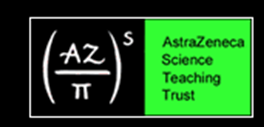 (AZ/π)^S
AstraZeneca
Science
Teaching
Trust